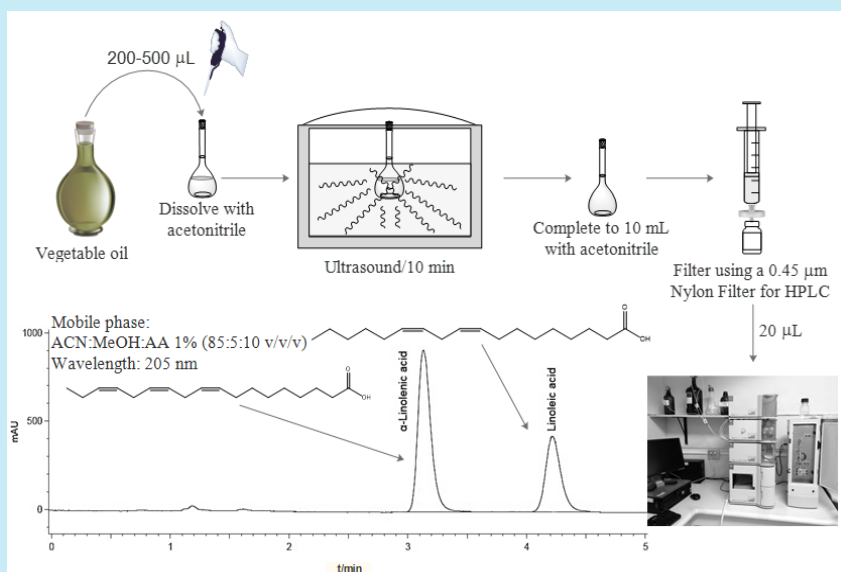 200-500 µL
Vegetable oil
Dissolve with
acetonitrile
Ultrasound/10 min
Complete to 10 mL
with acetonitrile
Filter using a 0.45 µm
Nylon Filter for HPLC
20 µL
Mobile phase:
ACN:MeOH:AA 1% (85:5:10 v/v/v)
Wavelength: 205 nm
O
OH
O
OH
α-Linolenic acid
Linoleic acid
1000
500
0
mAU
0
1
2
3
4
5
t/min